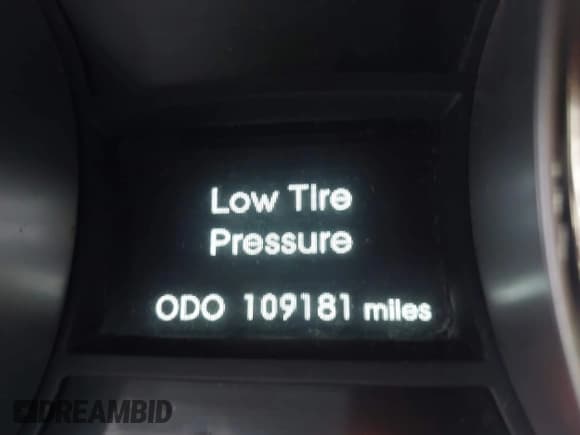 Low Tire
Pressure
ODO 109181 miles
DREAMBID